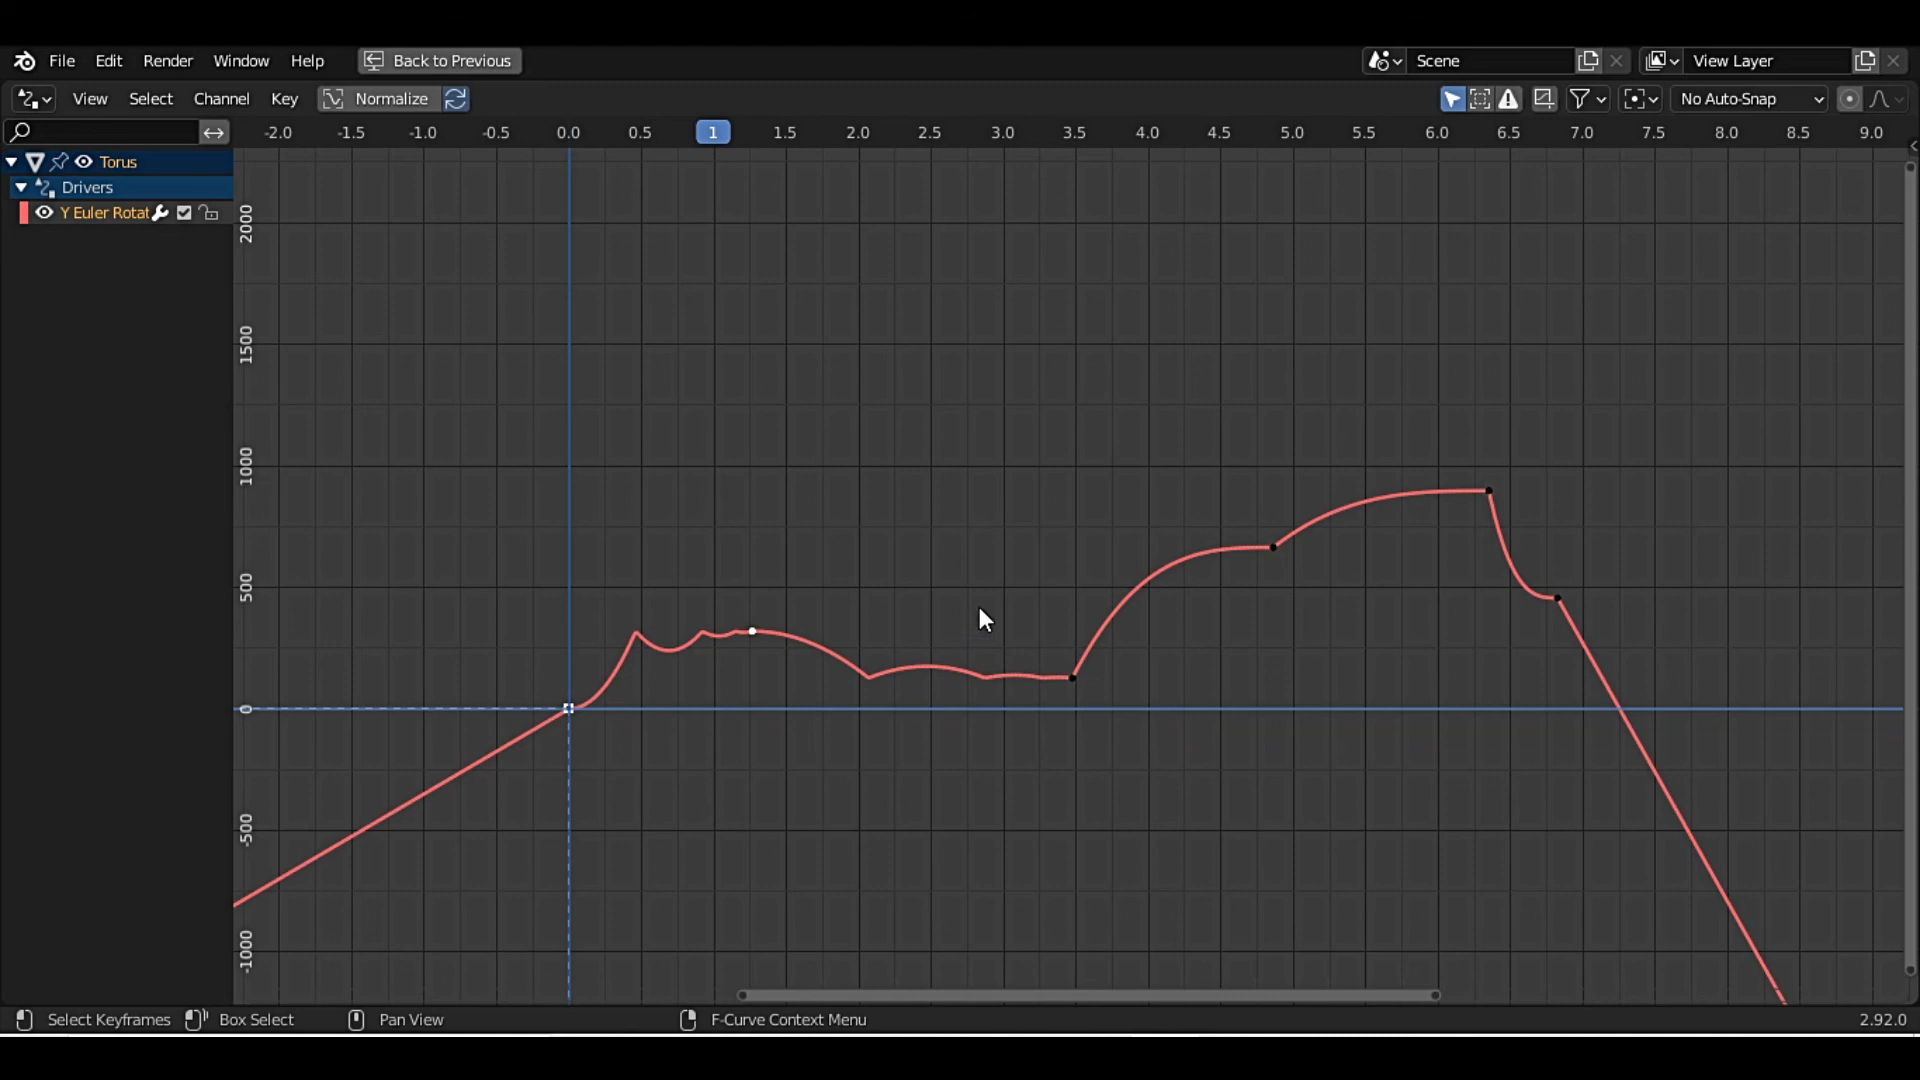 File Edit Render Window Help Back to Previous Scene View Layer
View Select Channel Key Normalize No Auto-Snap
-2.0 -1.5 -1.0 -0.5 0.0 0.5 1 1.5 2.0 2.5 3.0 3.5 4.0 4.5 5.0 5.5 6.0 6.5 7.0 7.5 8.0 8.5 9.0
Torus
Drivers
Y Euler Rotat
2000
1500
1000
500
0
-500
-1000
Select Keyframes Box Select Pan View F-Curve Context Menu 2.92.0